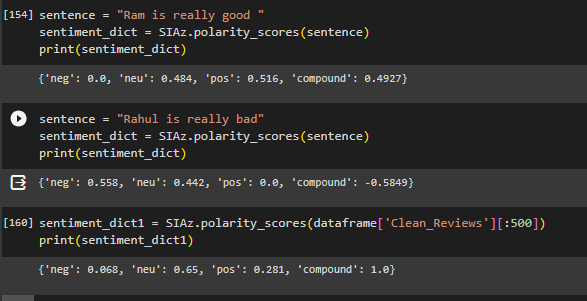 [154] sentence = "Ram is really good "
sentiment_dict = SIAz.polarity_scores(sentence)
print(sentiment_dict)
{'neg': 0.0, 'neu': 0.484, 'pos': 0.516, 'compound': 0.4927}
sentence = "Rahul is really bad"
sentiment_dict = SIAz.polarity_scores(sentence)
print(sentiment_dict)
{'neg': 0.558, 'neu': 0.442, 'pos': 0.0, 'compound': -0.5849}
[160] sentiment_dict1 = SIAz.polarity_scores(dataframe['Clean_Reviews'][:500])
print(sentiment_dict1)
{'neg': 0.068, 'neu': 0.65, 'pos': 0.281, 'compound': 1.0}